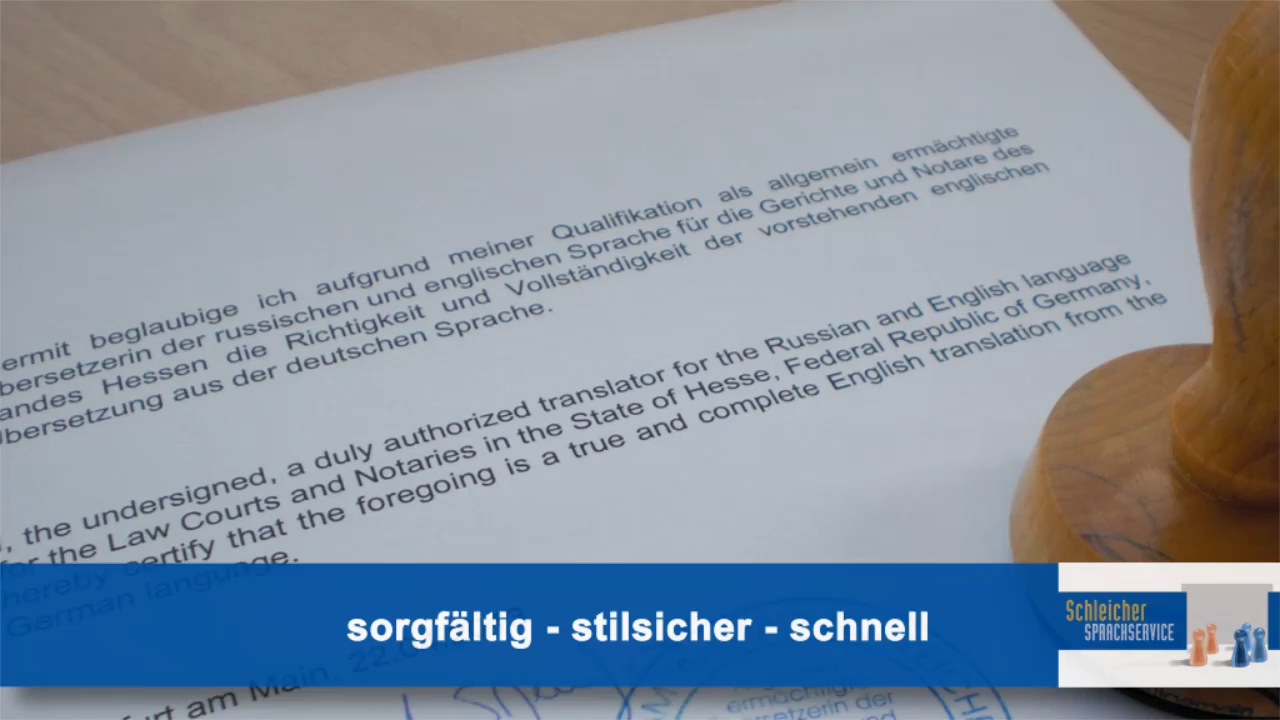 ermit beglaubige ich aufgrund meiner Qualifikation als allgemein ermächtigte
bersetzerin der russischen und englischen Sprache für die Gerichte und Notare des
andes Hessen die Richtigkeit und Vollständigkeit der vorstehenden englischen
bersetzung aus der deutschen Sprache.
, the undersigned, a duly authorized translator for the Russian and English language
for the Law Courts and Notaries in the State of Hesse, Federal Republic of Germany,
hereby certify that the foregoing is a true and complete English translation from the
German language.
sorgfältig - stilsicher - schnell
Schleicher
SPRACHSERVICE
furt am Main, 22.
ermächtigte
setzerin der